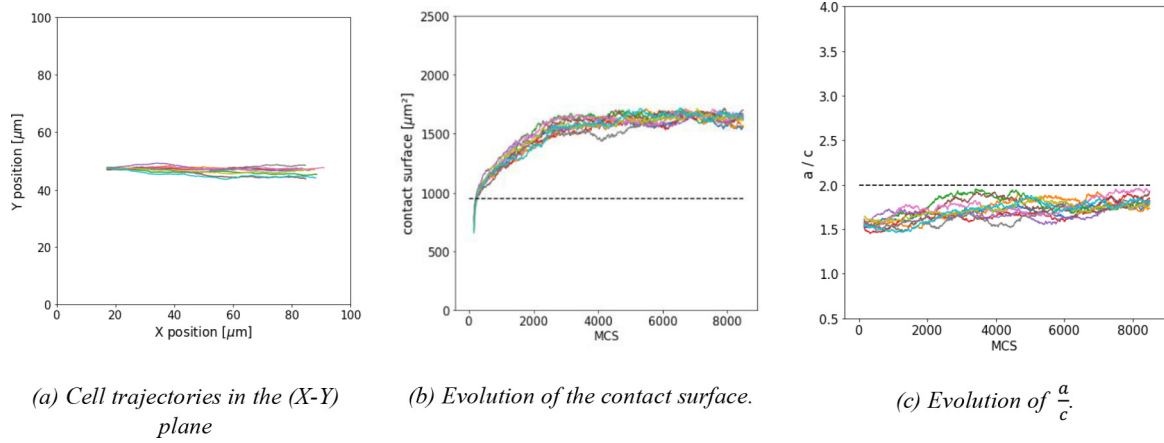 100
80
60
40
20
0
Y position [μm]
0 20 40 60 80 100
X position [μm]
2500
2000
1500
1000
500
0
contact surface [μm²]
0 2000 4000 6000 8000
MCS
4.0
3.5
3.0
2.5
2.0
1.5
1.0
0.5
a / c
0 2000 4000 6000 8000
MCS
(a) Cell trajectories in the (X-Y)
plane
(b) Evolution of the contact surface.
(c) Evolution of a/c.